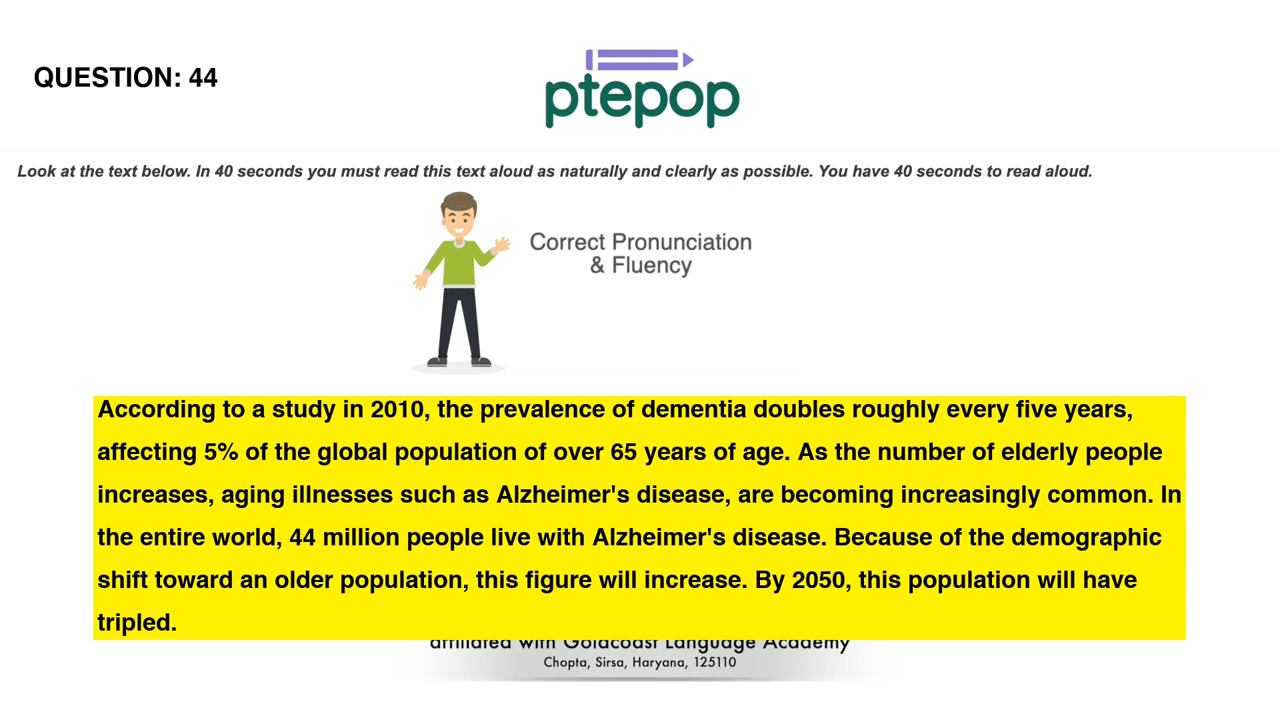 QUESTION: 44
ptepop
Look at the text below. In 40 seconds you must read this text aloud as naturally and clearly as possible. You have 40 seconds to read aloud.
Correct Pronunciation
& Fluency
According to a study in 2010, the prevalence of dementia doubles roughly every five years,
affecting 5% of the global population of over 65 years of age. As the number of elderly people
increases, aging illnesses such as Alzheimer's disease, are becoming increasingly common. In
the entire world, 44 million people live with Alzheimer's disease. Because of the demographic
shift toward an older population, this figure will increase. By 2050, this population will have
tripled.
affiliated with Goldcoast Language Academy
Chopta, Sirsa, Haryana, 125110